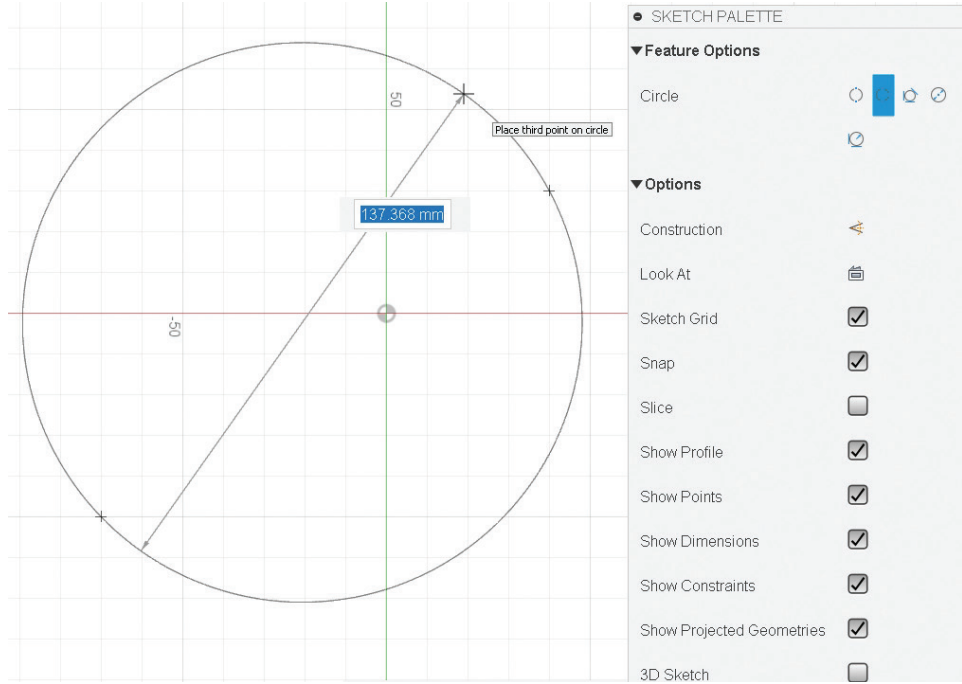 SKETCH PALETTE
Feature Options
Circle
50
Place third point on circle
Options
137.368 mm
Construction
Look At
-50
Sketch Grid
Snap
Slice
Show Profile
Show Points
Show Dimensions
Show Constraints
Show Projected Geometries
3D Sketch